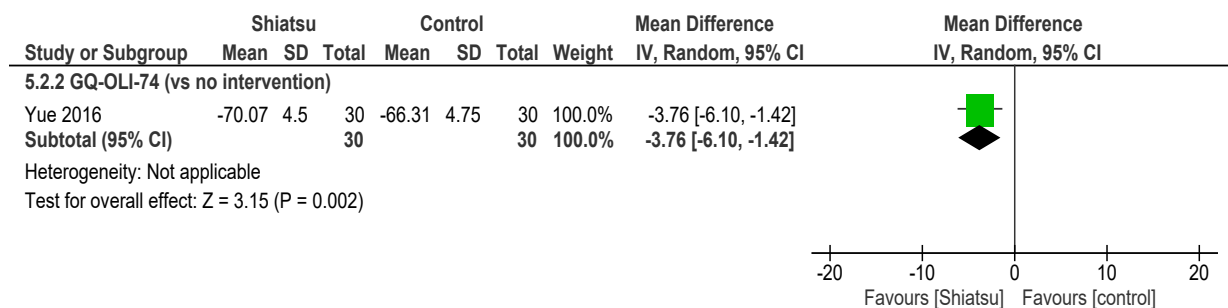 Shiatsu Control Mean Difference Mean Difference
Study or Subgroup Mean SD Total Mean SD Total Weight IV, Random, 95% CI IV, Random, 95% CI
5.2.2 GQ-OLI-74 (vs no intervention)
Yue 2016 -70.07 4.5 30 -66.31 4.75 30 100.0% -3.76 [-6.10, -1.42]
Subtotal (95% CI) 30 30 100.0% -3.76 [-6.10, -1.42]
Heterogeneity: Not applicable
Test for overall effect: Z = 3.15 (P = 0.002)
-20 -10 0 10 20
Favours [Shiatsu] Favours [control]